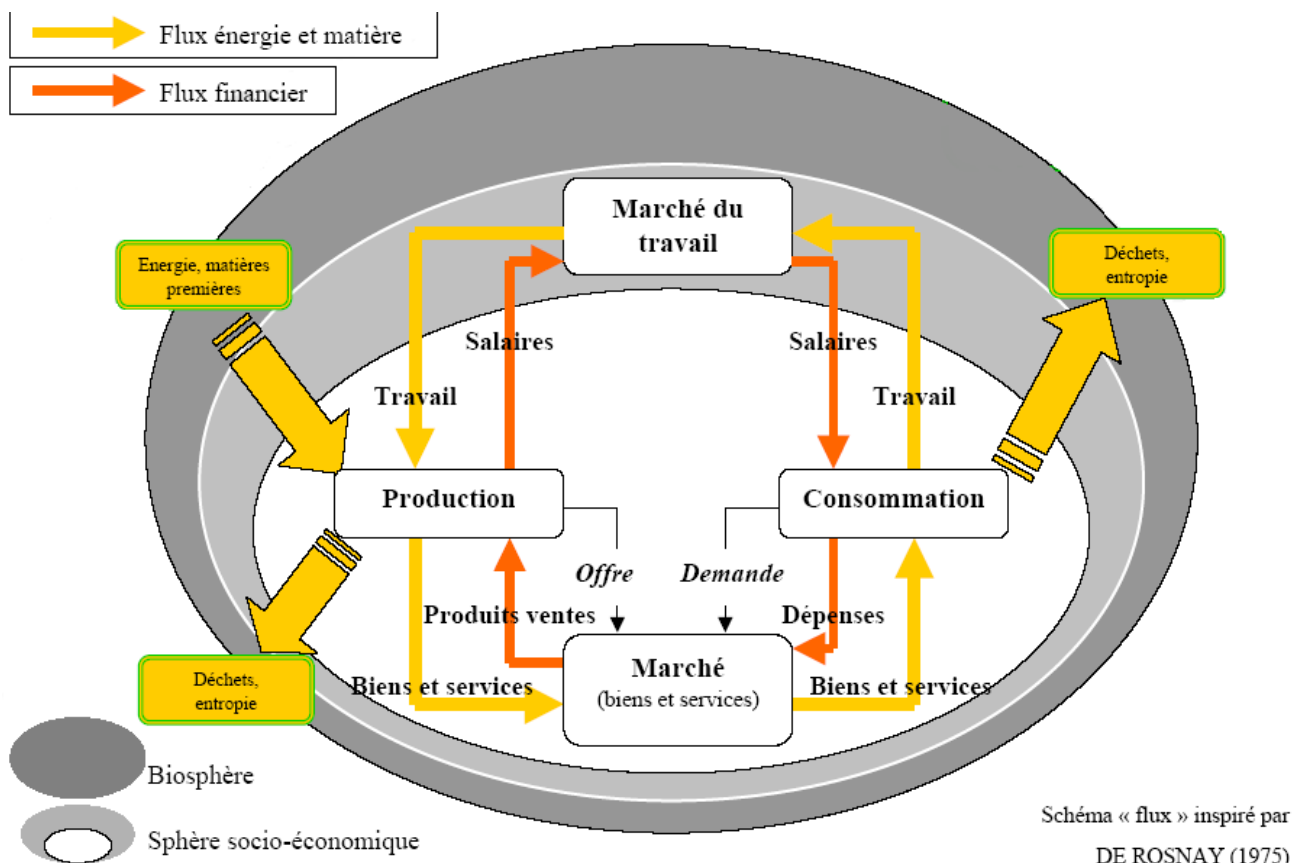 Flux énergie et matière
Flux financier
Marché du
travail
Energie, matières
premières
Déchets,
entropie
Salaires
Salaires
Travail
Travail
Production
Consommation
Offre
Demande
Produits ventes
Dépenses
Marché
(biens et services)
Biens et services
Biens et services
Déchets,
entropie
Biosphère
Sphère socio-économique
Schéma « flux » inspiré par
DE ROSNAY (1975)